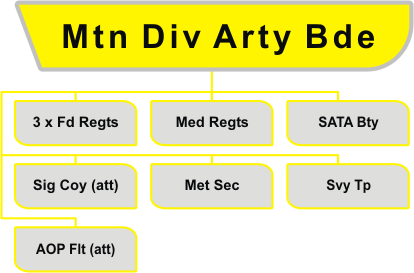 Mtn Div Arty Bde
3 x Fd Regts
Med Regts
SATA Bty
Sig Coy (att)
Met Sec
Svy Tp
AOP Flt (att)